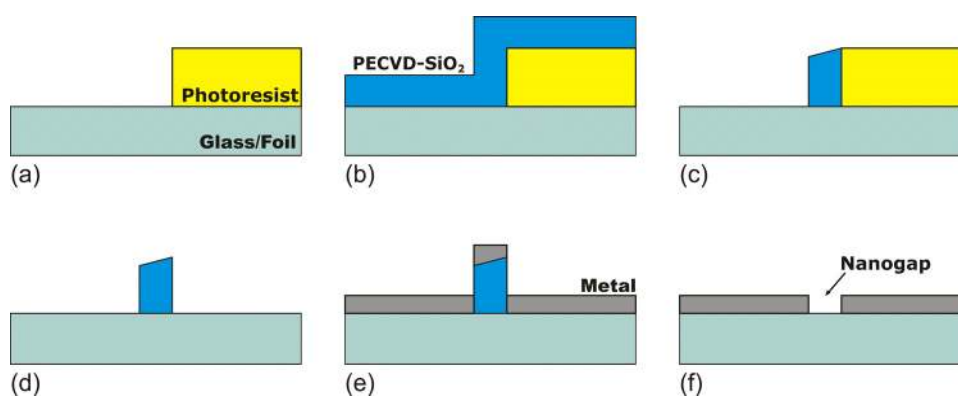 Photoresist
Glass/Foil
(a)
PECVD-SiO₂
(b)
(c)
(d)
Metal
(e)
Nanogap
(f)